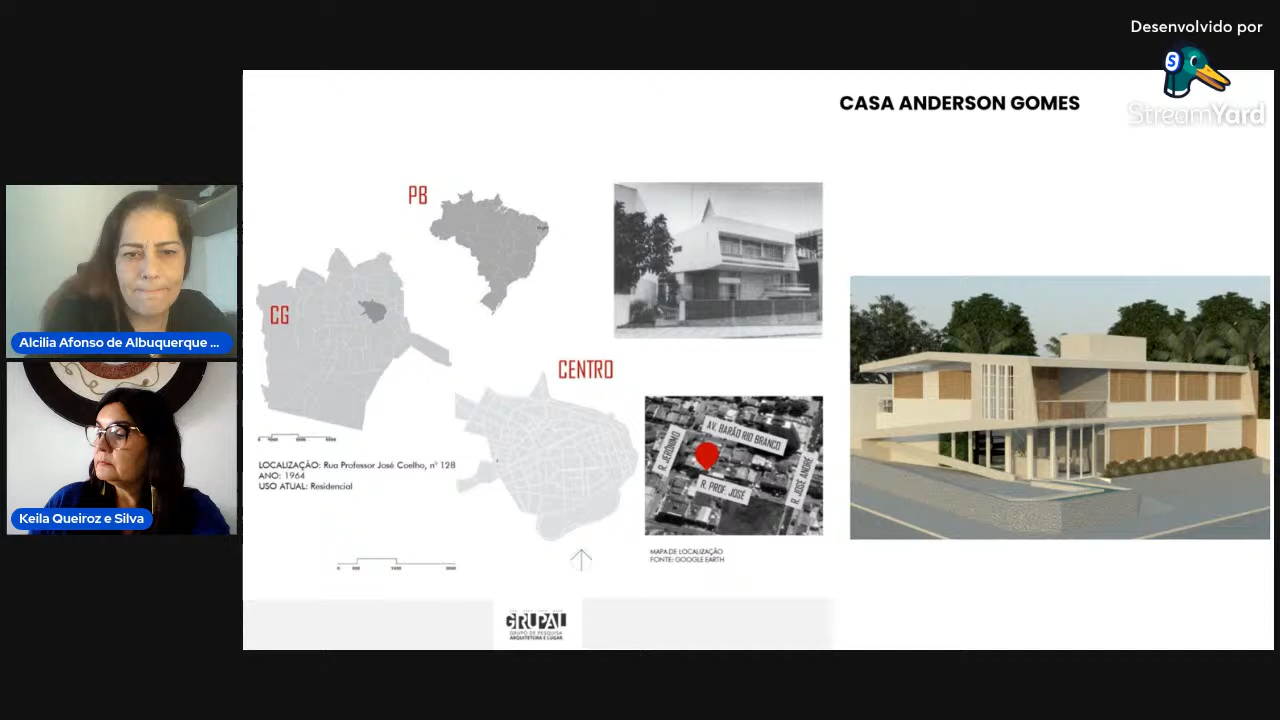 Desenvolvido por
StreamYard
CASA ANDERSON GOMES
PB
CG
CENTRO
LOCALIZAÇÃO: Rua Professor José Coelho, n° 128
ANO: 1964
USO ATUAL: Residencial
R. JERÔNIMO
AV. BARÃO RIO BRANCO
R. PROF. JOSÉ
R. JOSÉ ANDRÉ
MAPA DE LOCALIZAÇÃO
FONTE: GOOGLE EARTH
GRUPAL
GRUPO DE PESQUISA
ARQUITETURA E LUGAR
Alcilia Afonso de Albuquerque ...
Keila Queiroz e Silva